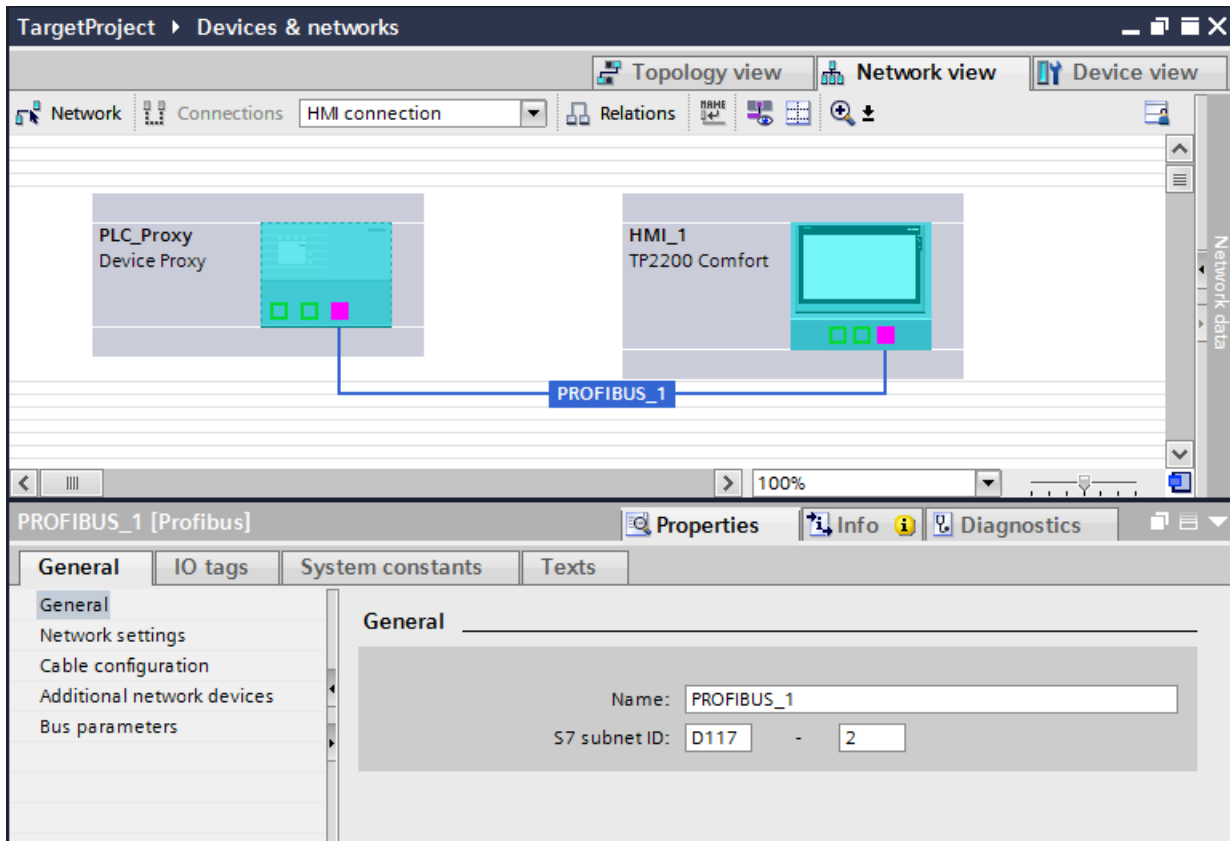 TargetProject ▸ Devices & networks
Topology view
Network view
Device view
Network
Connections
HMI connection
Relations
NAME
Network data
PLC_Proxy
Device Proxy
HMI_1
TP2200 Comfort
PROFIBUS_1
100%
PROFIBUS_1 [Profibus]
Properties
Info
Diagnostics
General
IO tags
System constants
Texts
General
Network settings
Cable configuration
Additional network devices
Bus parameters
General
Name: PROFIBUS_1
S7 subnet ID: D117 - 2